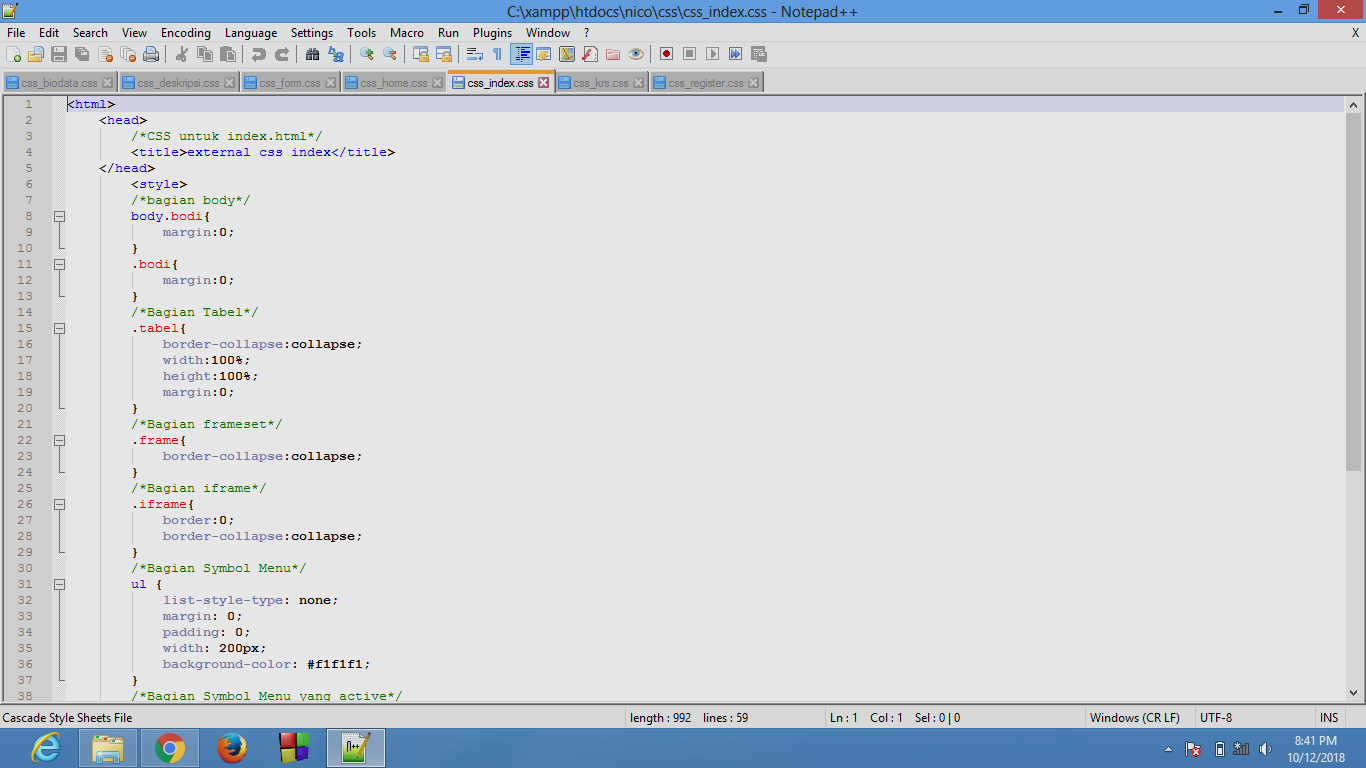 C:\xampp\htdocs\nico\css\css_index.css - Notepad++
File Edit Search View Encoding Language Settings Tools Macro Run Plugins Window ? X
css_biodata.css css_deskripsi.css css_form.css css_home.css css_index.css css_krs.css css_register.css
1 <html>
2 <head>
3 /*CSS untuk index.html*/
4 <title>external css index</title>
5 </head>
6 <style>
7 /*bagian body*/
8 body.bodi{
9 margin:0;
10 }
11 .bodi{
12 margin:0;
13 }
14 /*Bagian Tabel*/
15 .tabel{
16 border-collapse:collapse;
17 width:100%;
18 height:100%;
19 margin:0;
20 }
21 /*Bagian frameset*/
22 .frame{
23 border-collapse:collapse;
24 }
25 /*Bagian iframe*/
26 .iframe{
27 border:0;
28 border-collapse:collapse;
29 }
30 /*Bagian Symbol Menu*/
31 ul {
32 list-style-type: none;
33 margin: 0;
34 padding: 0;
35 width: 200px;
36 background-color: #f1f1f1;
37 }
38 /*Bagian Symbol Menu yang active*/
Cascade Style Sheets File length : 992 lines : 59 Ln : 1 Col : 1 Sel : 0 | 0 Windows (CR LF) UTF-8 INS
8:41 PM
10/12/2018